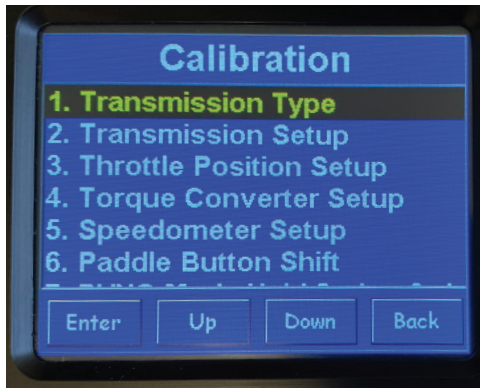 Calibration
1. Transmission Type
2. Transmission Setup
3. Throttle Position Setup
4. Torque Converter Setup
5. Speedometer Setup
6. Paddle Button Shift
Enter Up Down Back